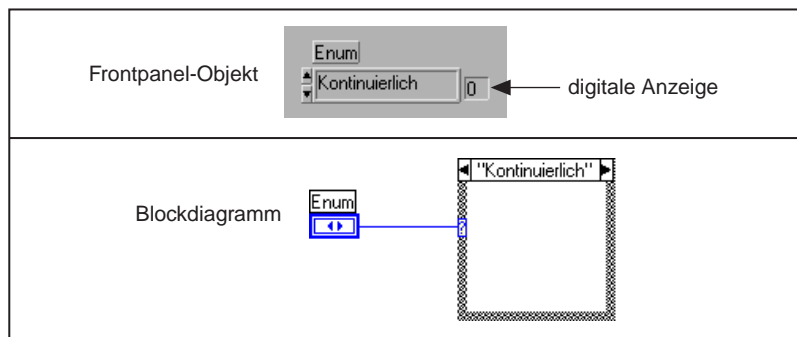 Enum
Frontpanel-Objekt
Kontinuierlich
0
digitale Anzeige
"Kontinuierlich"
Enum
Blockdiagramm
?